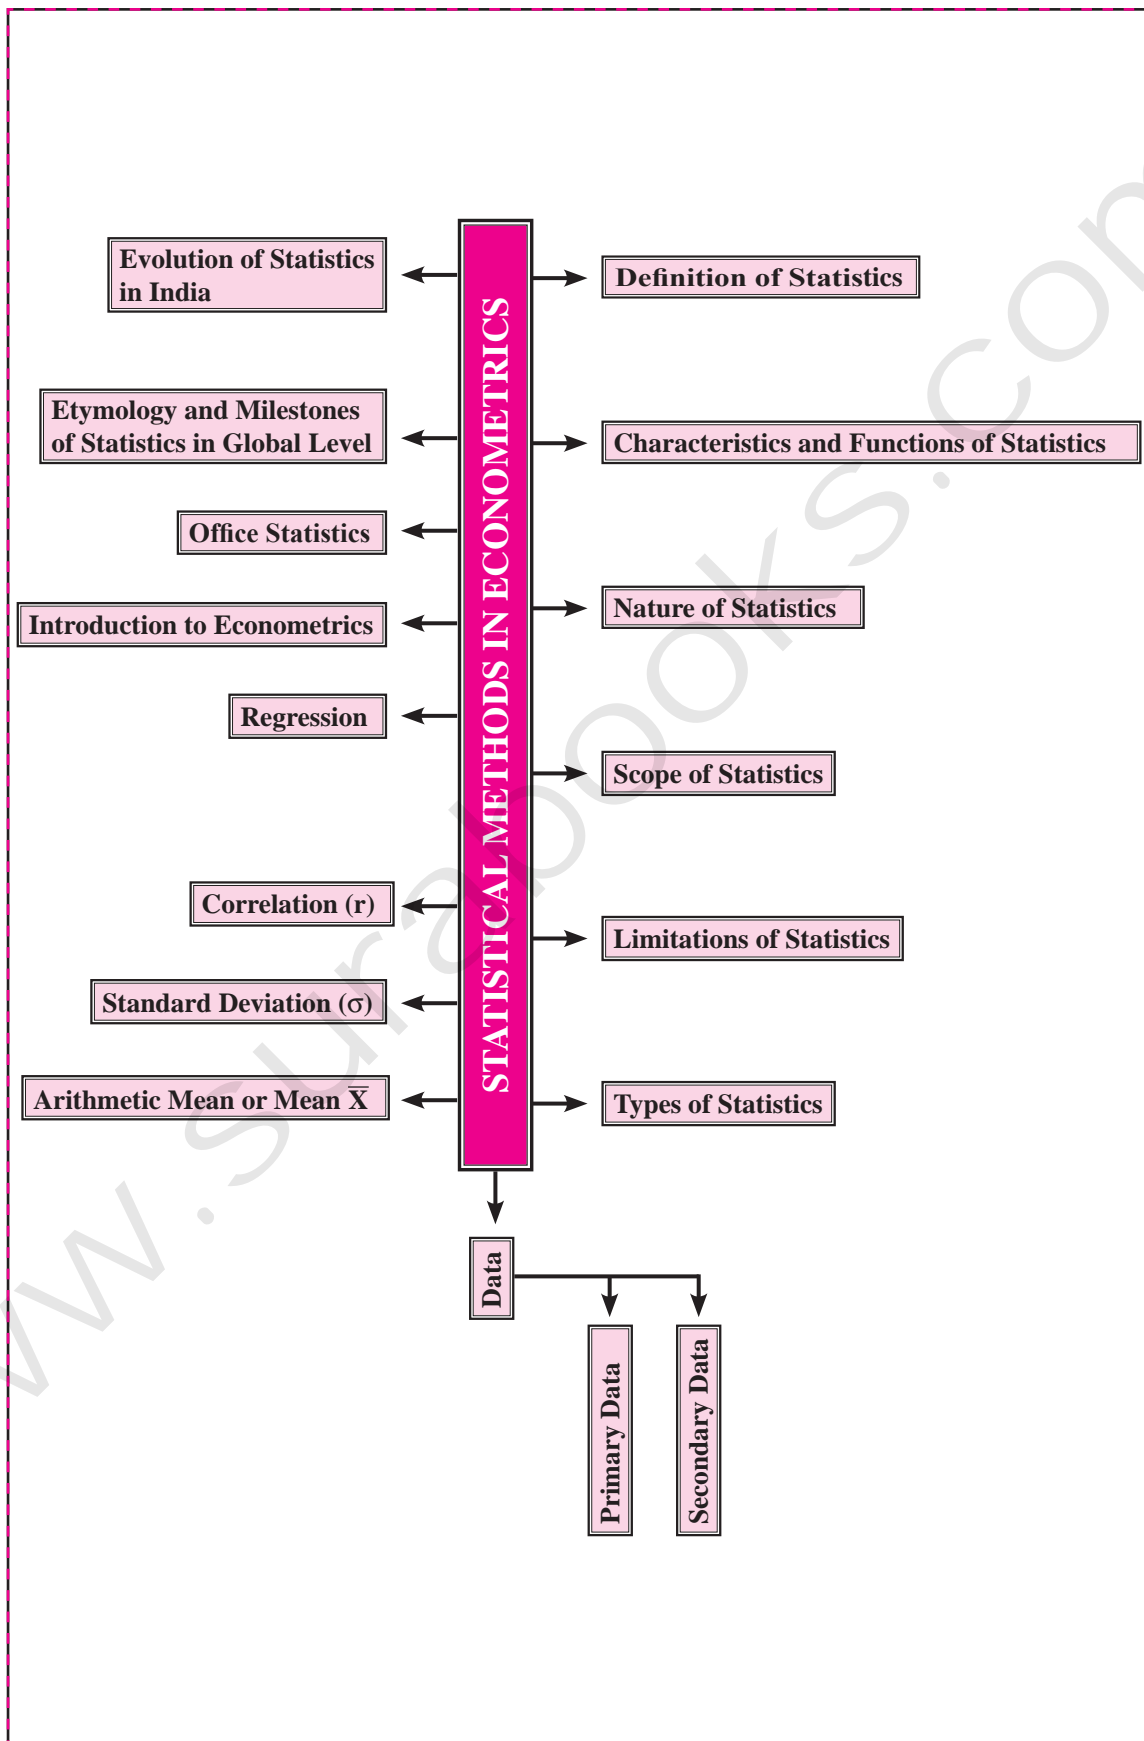 STATISTICAL METHODS IN ECONOMETRICS
Evolution of Statistics
in India
Etymology and Milestones
of Statistics in Global Level
Office Statistics
Introduction to Econometrics
Regression
Correlation (r)
Standard Deviation (σ)
Arithmetic Mean or Mean X̅
Definition of Statistics
Characteristics and Functions of Statistics
Nature of Statistics
Scope of Statistics
Limitations of Statistics
Types of Statistics
Data
Primary Data
Secondary Data
w.surabooks.com